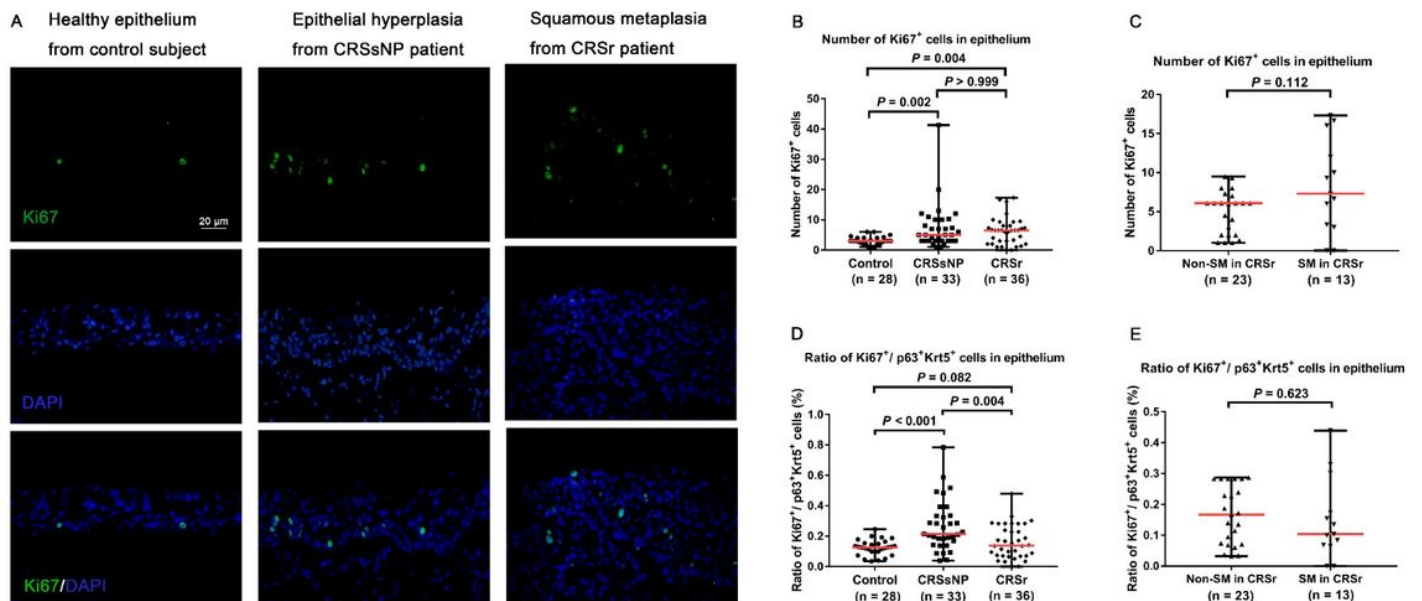 A
Healthy epithelium
from control subject
Epithelial hyperplasia
from CRSsNP patient
Squamous metaplasia
from CRSr patient
Ki67
20 µm
DAPI
Ki67/DAPI
B
Number of Ki67⁺ cells in epithelium
P = 0.004
P > 0.999
P = 0.002
Number of Ki67⁺ cells
50
40
30
20
10
0
Control
(n = 28)
CRSsNP
(n = 33)
CRSr
(n = 36)
C
Number of Ki67⁺ cells in epithelium
P = 0.112
Number of Ki67⁺ cells
20
15
10
5
0
Non-SM in CRSr
(n = 23)
SM in CRSr
(n = 13)
D
Ratio of Ki67⁺/ p63⁺Krt5⁺ cells in epithelium
P = 0.082
P = 0.004
P < 0.001
Ratio of Ki67⁺/ p63⁺Krt5⁺ cells (%)
1.0
0.8
0.6
0.4
0.2
0.0
Control
(n = 28)
CRSsNP
(n = 33)
CRSr
(n = 36)
E
Ratio of Ki67⁺/ p63⁺Krt5⁺ cells in epithelium
P = 0.623
Ratio of Ki67⁺/ p63⁺Krt5⁺ cells (%)
0.5
0.4
0.3
0.2
0.1
0.0
Non-SM in CRSr
(n = 23)
SM in CRSr
(n = 13)